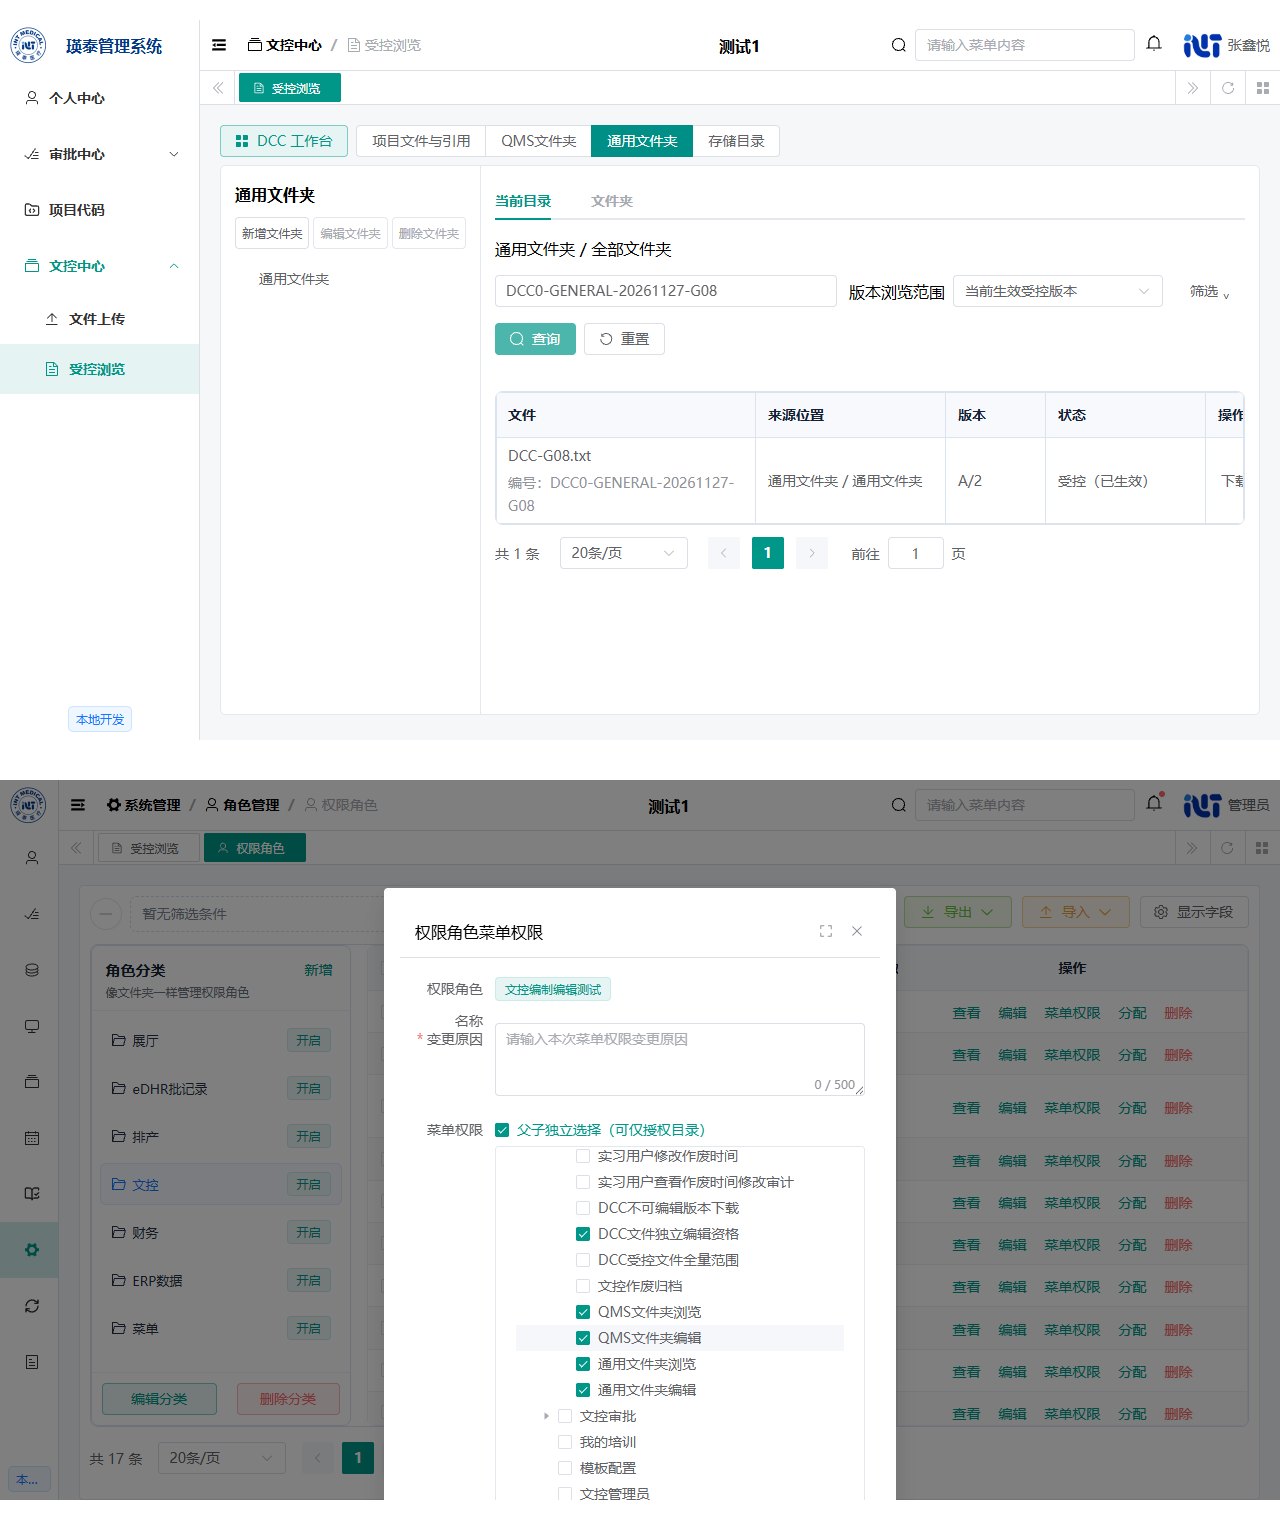 瑛泰管理系统
文控中心 / 受控浏览
测试1
请输入菜单内容
张鑫悦
受控浏览
个人中心
审批中心
项目代码
文控中心
文件上传
受控浏览
本地开发
DCC 工作台
项目文件与引用
QMS文件夹
通用文件夹
存储目录
通用文件夹
新增文件夹
编辑文件夹
删除文件夹
通用文件夹
当前目录
文件夹
通用文件夹 / 全部文件夹
DCC0-GENERAL-20261127-G08
版本浏览范围
当前生效受控版本
筛选
查询
重置
文件
来源位置
版本
状态
操作
DCC-G08.txt
编号：DCC0-GENERAL-20261127-
G08
通用文件夹 / 通用文件夹
A/2
受控（已生效）
下载
共 1 条
20条/页
1
前往
1
页
系统管理 / 角色管理 / 权限角色
测试1
请输入菜单内容
管理员
受控浏览
权限角色
暂无筛选条件
导出
导入
显示字段
角色分类
新增
像文件夹一样管理权限角色
展厅
开启
eDHR批记录
开启
排产
开启
文控
开启
财务
开启
ERP数据
开启
菜单
开启
编辑分类
删除分类
共 17 条
20条/页
1
本...
权限角色菜单权限
权限角色
名称
文控编制编辑测试
* 变更原因
请输入本次菜单权限变更原因
0 / 500
菜单权限
父子独立选择（可仅授权目录）
实习用户修改作废时间
实习用户查看作废时间修改审计
DCC不可编辑版本下载
DCC文件独立编辑资格
DCC受控文件全量范围
文控作废归档
QMS文件夹浏览
QMS文件夹编辑
通用文件夹浏览
通用文件夹编辑
文控审批
我的培训
模板配置
文控管理员
操作
查看 编辑 菜单权限 分配 删除
查看 编辑 菜单权限 分配 删除
查看 编辑 菜单权限 分配 删除
查看 编辑 菜单权限 分配 删除
查看 编辑 菜单权限 分配 删除
查看 编辑 菜单权限 分配 删除
查看 编辑 菜单权限 分配 删除
查看 编辑 菜单权限 分配 删除
查看 编辑 菜单权限 分配 删除
查看 编辑 菜单权限 分配 删除